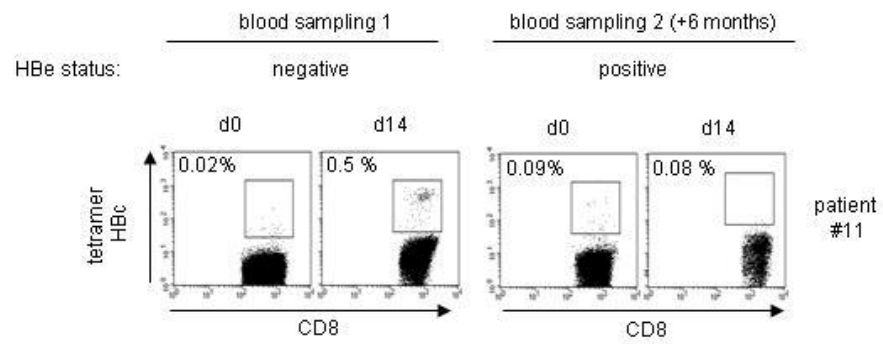 blood sampling 1
blood sampling 2 (+6 months)
HBe status:
negative
positive
d0
d14
d0
d14
0.02%
0.5 %
0.09%
0.08 %
tetramer
HBc
patient
#11
CD8
CD8